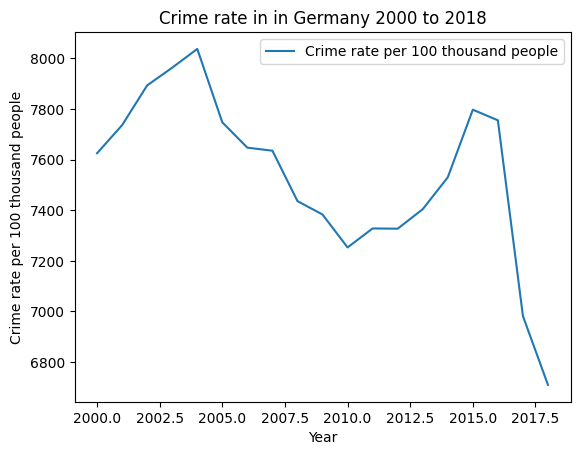 Crime rate in in Germany 2000 to 2018
Crime rate per 100 thousand people
8000
7800
7600
7400
7200
7000
6800
Crime rate per 100 thousand people
2000.0 2002.5 2005.0 2007.5 2010.0 2012.5 2015.0 2017.5
Year